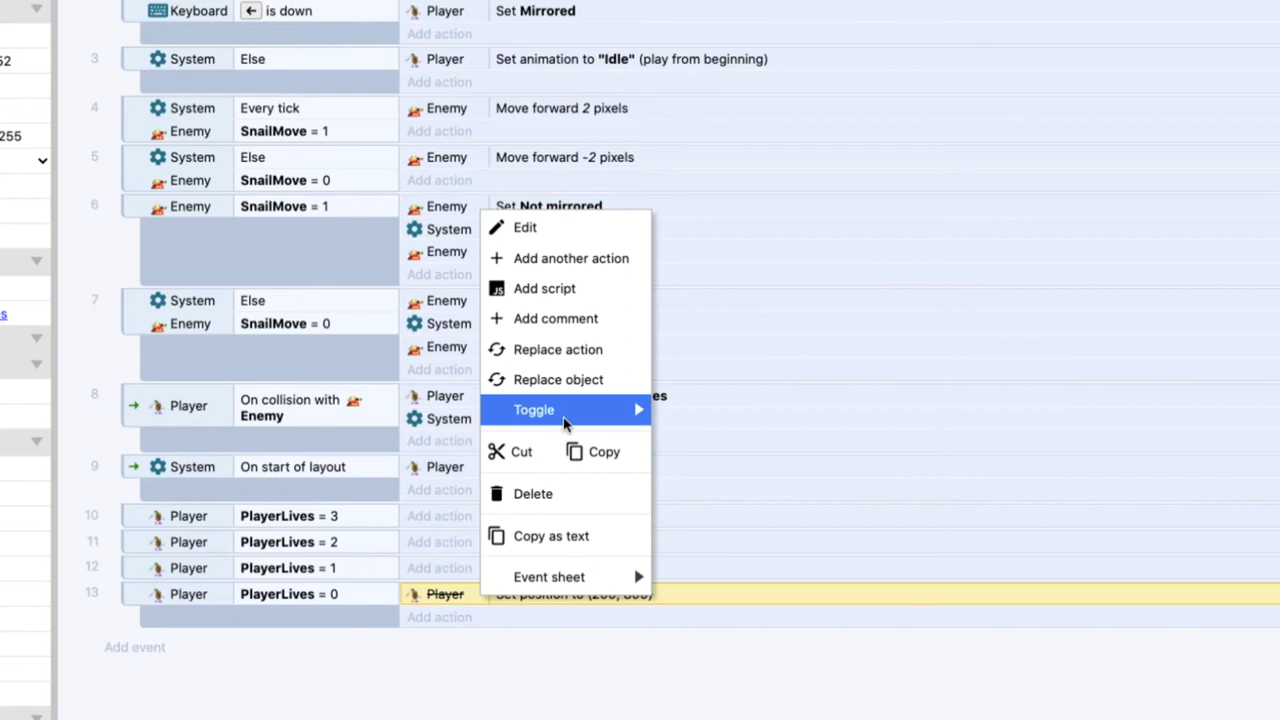 Keyboard ← is down Player Set Mirrored
Add action
52
3 System Else Player Set animation to "Idle" (play from beginning)
Add action
4 System Every tick Enemy Move forward 2 pixels
255
Enemy SnailMove = 1 Add action
5 System Else Enemy Move forward -2 pixels
Enemy SnailMove = 0 Add action
6 Enemy SnailMove = 1 Enemy Set Not mirrored
System
Enemy
Add action
Edit
Add another action
JS Add script
Add comment
Replace action
Replace object
Toggle
Cut Copy
Delete
Copy as text
Event sheet
s
7 System Else Enemy
Enemy SnailMove = 0 System
Enemy
Add action
8 Player On collision with Enemy Player es
System
Add action
9 System On start of layout Player
Add action
10 Player PlayerLives = 3 Add action
11 Player PlayerLives = 2 Add action
12 Player PlayerLives = 1 Add action
13 Player PlayerLives = 0 Player Set position to
Add action
Add event